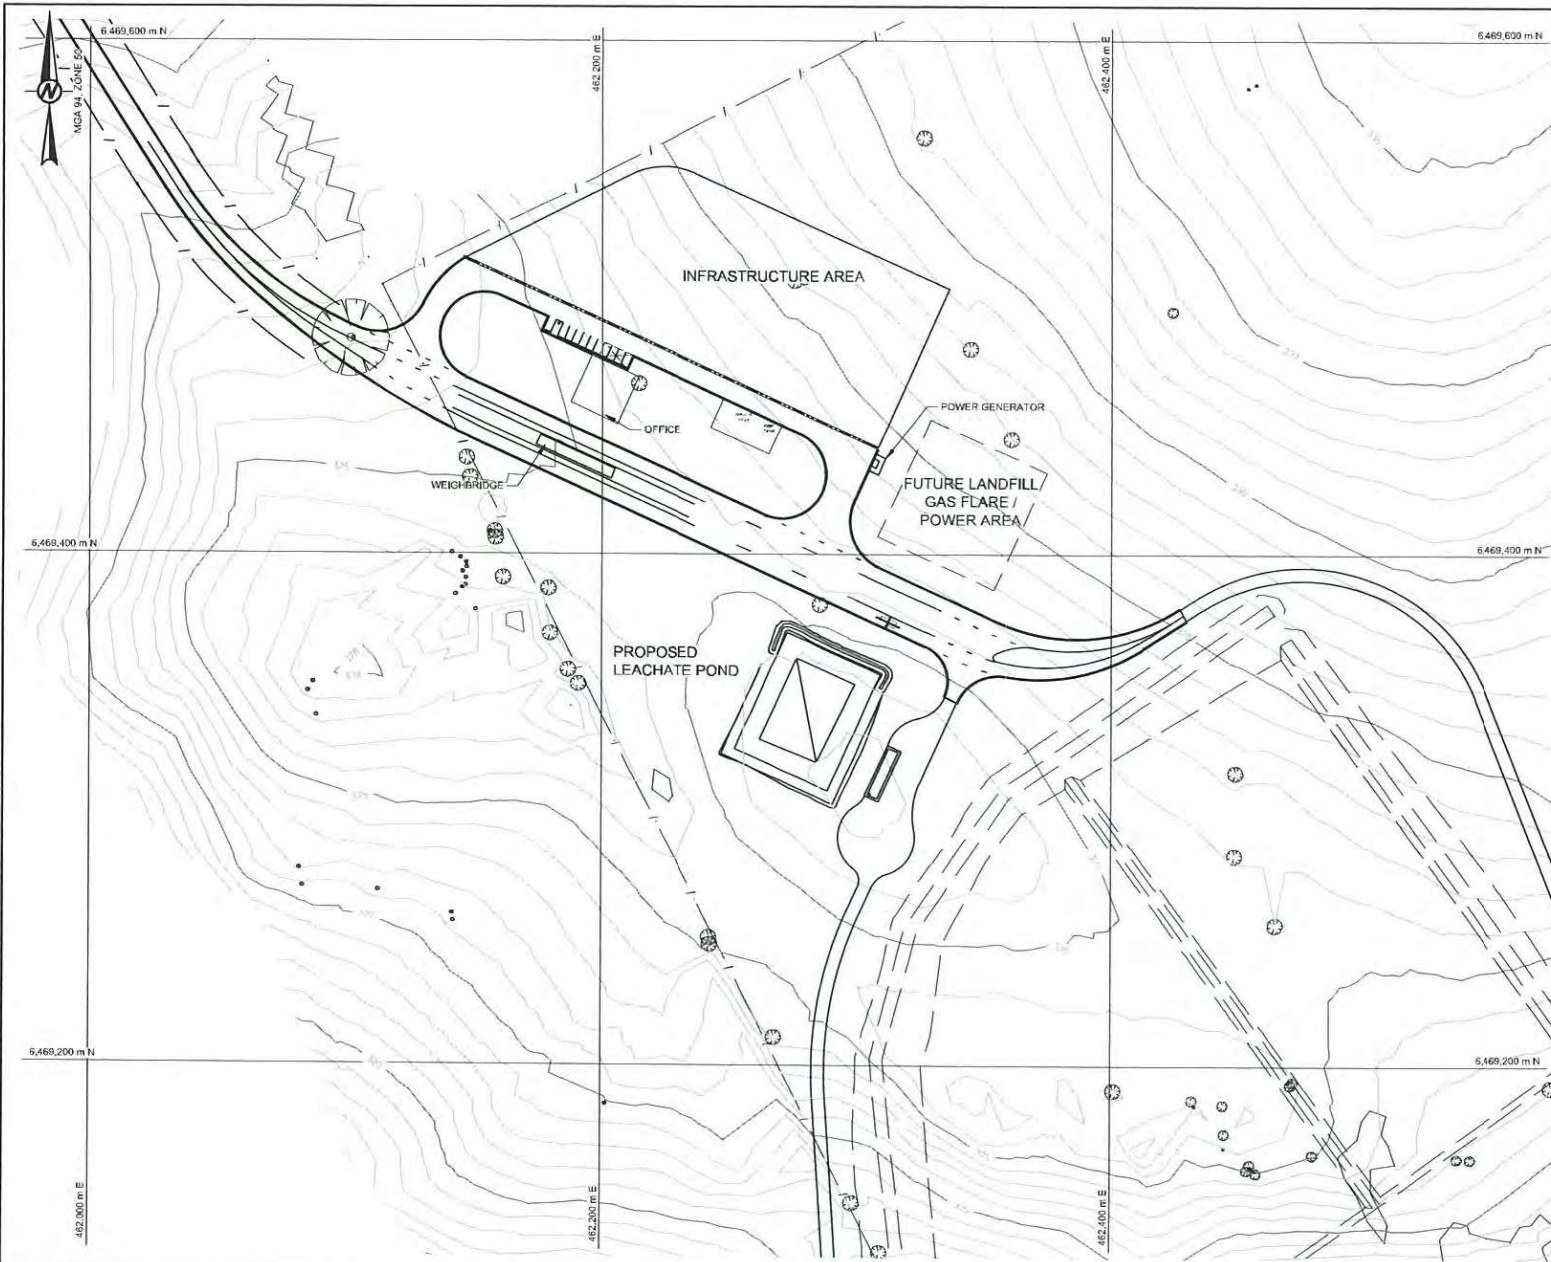 6,469,600 m N
6,469,600 m N
N
MGA 94, ZONE 50
462,200 m E
462,400 m E
INFRASTRUCTURE AREA
POWER GENERATOR
OFFICE
WEIGHBRIDGE
FUTURE LANDFILL
GAS FLARE /
POWER AREA
6,469,400 m N
6,469,400 m N
PROPOSED
LEACHATE POND
6,469,200 m N
6,469,200 m N
462,000 m E
462,200 m E
462,400 m E